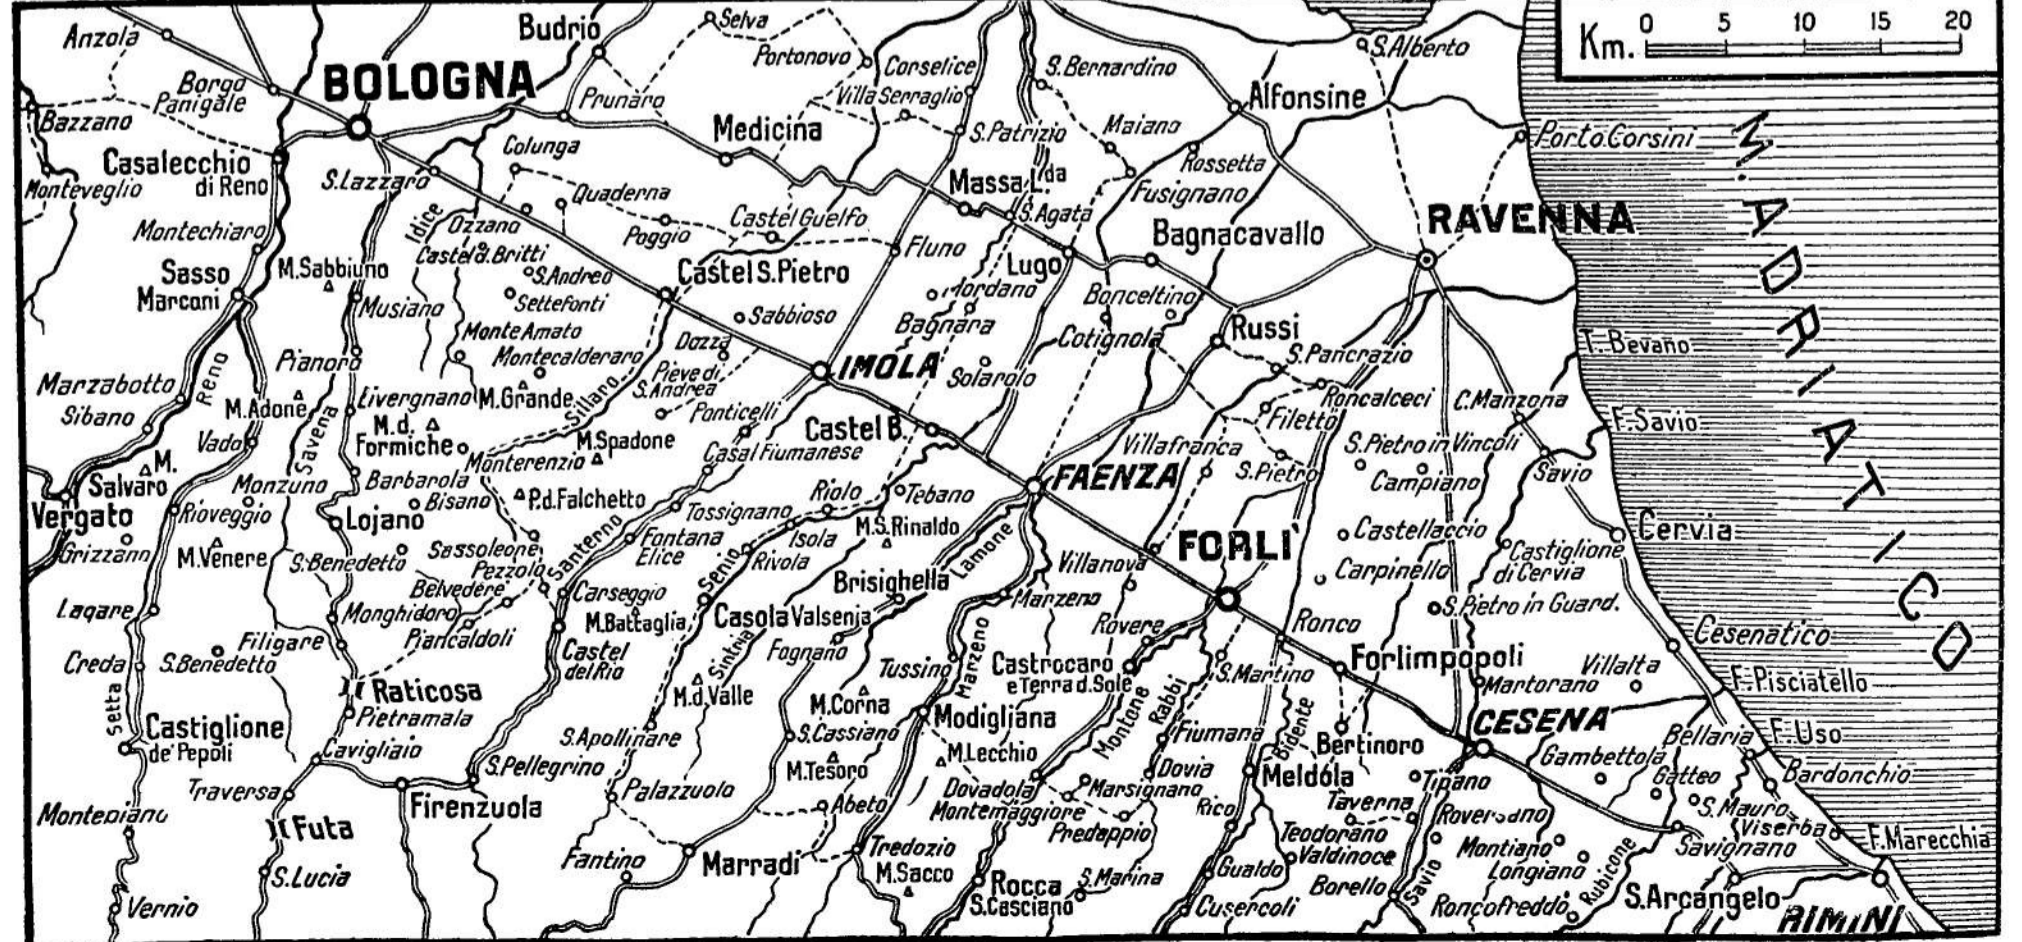 Km. 0 5 10 15 20
Anzola
Budrio
Selva
Portonovo
Corselice
S.Alberto
S.Bernardino
Borgo
Panigale
BOLOGNA
Prunaro
Villa Serraglio
Alfonsine
Bazzano
Medicina
S.Patrizio
Maiano
Porto Corsini
M. ADRIATICO
Casalecchio
di Reno
Colunga
Rossetta
Monteveglio
S.Lazzaro
Quaderna
Massa L.da
Fusignano
Idice
Ozzano
Castel Guelfo
S.Agata
RAVENNA
Montechiaro
Poggio
Bagnacavallo
Castel d. Britti
Fluno
Sasso
Marconi
M.Sabbiuno
S.Andrea
Castel S.Pietro
Lugo
Settefonti
Mordano
Bonceltino
Musiano
Sabbioso
Bagnara
Monte Amato
Cotignola
Russi
Pianoro
Montecalderaro
Dozza
S.Pancrazio
T. Bevano
Marzabotto
Reno
Pieve di
S.Andrea
IMOLA
Solarolo
Sibano
M.Adone
Livergnano
M.Grande
Sillaro
Ponticelli
Roncalceci
C.Manzona
Filetto
F.Savio
Vado
Savena
M.d.
Formiche
M.Spadone
Castel B.
Villafranca
S.Pietro in Vincoli
M.
Salvaro
Monterenzio
Casal Fiumanese
S.Pietro
Savio
Monzuno
Barbarola
Bisano
P.d.Falchetto
Riolo
Tebano
FAENZA
Campiano
Vergato
Rioveggio
Lojano
Tossignano
M.S.Rinaldo
Castellaccio
Cervia
Grizzano
M.Venere
S.Benedetto
Sassoleone
Santerno
Fontana
Elice
Isola
Senio
Rivola
Lamone
FORLI'
Castiglione
di Cervia
Pezzolo
Belvedere
Carseggio
Brisighella
Villanova
Carpinello
Lagare
Monghidoro
M.Battaglia
Casola Valsenia
Marzeno
S.Pietro in Guard.
Piancaldoli
Filigare
Sintria
Rovere
Ronco
Cesenatico
Creda
S.Benedetto
Castel
del Rio
Fognano
Tussino
MARZENO
Castrocaro
e Terra d. Sole
S.Martino
Forlimpopoli
Villalta
Setta
Raticosa
M.d.Valle
M.Corna
Rabbi
Martorano
F.Pisciatello
Castiglione
de' Pepoli
Pietramala
S.Apollinare
S.Cassiano
Modigliana
Montone
Fiumana
Bidente
Bertinoro
CESENA
Bellaria
F.Uso
Cavigliaio
M.Lecchio
Gambettola
Traversa
S.Pellegrino
M.Tesoro
Dovadola
Marsignano
Dovia
Meldola
Tipano
Gatteo
Bardonchio
Montepiano
Firenzuola
Palazzuolo
Abeto
Montemaggiore
Predappio
Rico
Taverna
Roversano
S.Mauro
Futa
Teodorano
Viserba
F.Marecchia
Fantino
Marradi
Tredozio
Valdinoce
Montiano
Savignano
S.Lucia
M.Sacco
S.Marina
Gualdo
Longiano
Rubicone
Vernio
Rocca
S.Casciano
Cusercoli
Borello
Savio
Roncofreddo
S.Arcangelo
RIMINI